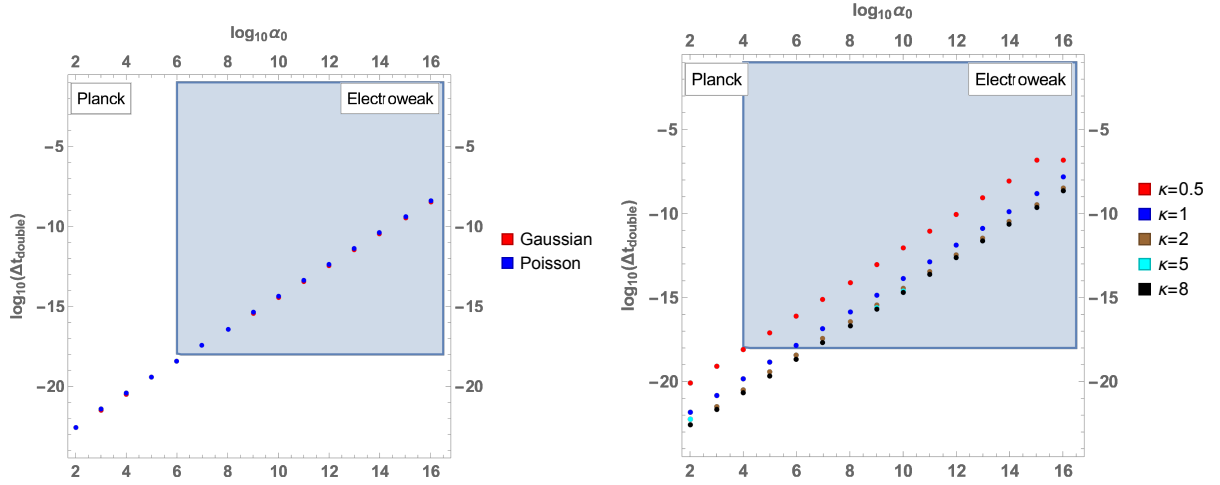 log₁₀α₀
2 4 6 8 10 12 14 16
Planck
Electroweak
−5 −5
−10 −10
−15 −15
−20 −20
log₁₀(Δt_double)
2 4 6 8 10 12 14 16
Gaussian
Poisson
log₁₀α₀
2 4 6 8 10 12 14 16
Planck
Electroweak
−5 −5
−10 −10
−15 −15
−20 −20
log₁₀(Δt_double)
2 4 6 8 10 12 14 16
κ=0.5
κ=1
κ=2
κ=5
κ=8